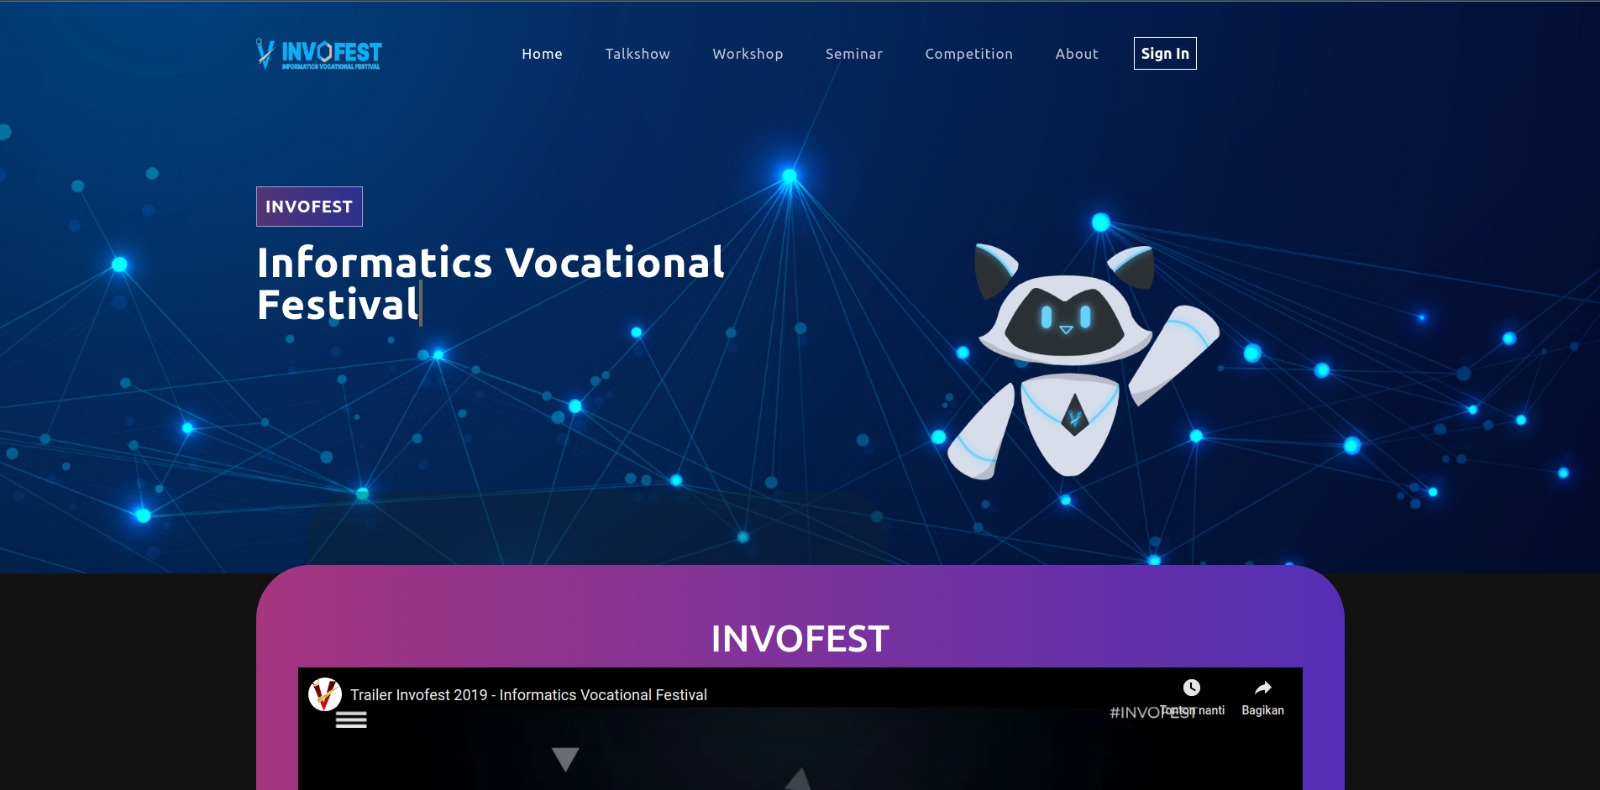 INVOFEST
INFORMATICS VOCATIONAL FESTIVAL
Home Talkshow Workshop Seminar Competition About Sign In
INVOFEST
Informatics Vocational
Festival
INVOFEST
Trailer Invofest 2019 - Informatics Vocational Festival
#INVOFEST
Tonton nanti Bagikan